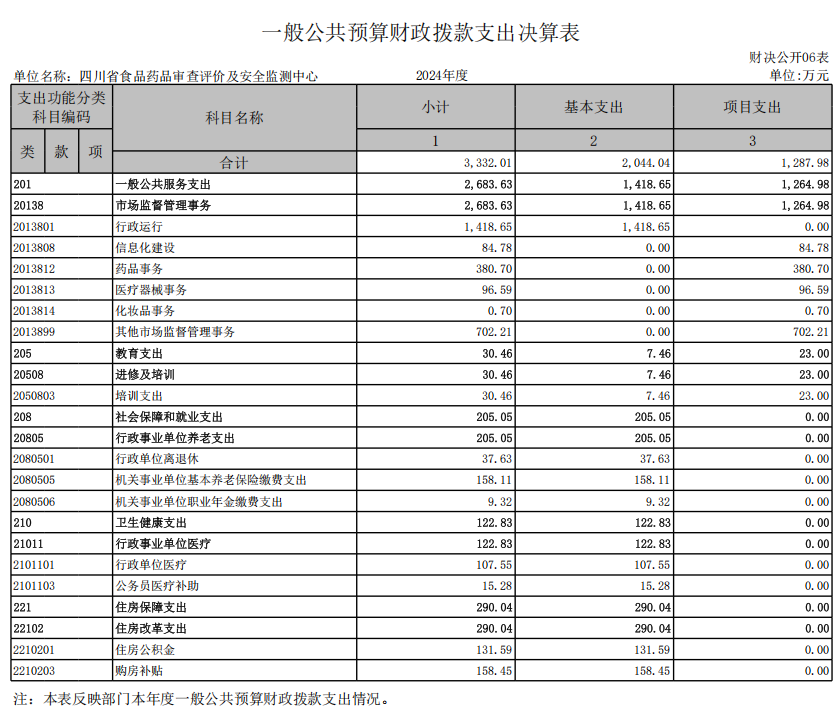 一般公共预算财政拨款支出决算表
财决公开06表
单位名称：四川省食品药品审查评价及安全监测中心 2024年度 单位:万元
支出功能分类科目编码 科目名称 小计 基本支出 项目支出
类 款 项 1 2 3
合计 3,332.01 2,044.04 1,287.98
201 一般公共服务支出 2,683.63 1,418.65 1,264.98
20138 市场监督管理事务 2,683.63 1,418.65 1,264.98
2013801 行政运行 1,418.65 1,418.65 0.00
2013808 信息化建设 84.78 0.00 84.78
2013812 药品事务 380.70 0.00 380.70
2013813 医疗器械事务 96.59 0.00 96.59
2013814 化妆品事务 0.70 0.00 0.70
2013899 其他市场监督管理事务 702.21 0.00 702.21
205 教育支出 30.46 7.46 23.00
20508 进修及培训 30.46 7.46 23.00
2050803 培训支出 30.46 7.46 23.00
208 社会保障和就业支出 205.05 205.05 0.00
20805 行政事业单位养老支出 205.05 205.05 0.00
2080501 行政单位离退休 37.63 37.63 0.00
2080505 机关事业单位基本养老保险缴费支出 158.11 158.11 0.00
2080506 机关事业单位职业年金缴费支出 9.32 9.32 0.00
210 卫生健康支出 122.83 122.83 0.00
21011 行政事业单位医疗 122.83 122.83 0.00
2101101 行政单位医疗 107.55 107.55 0.00
2101103 公务员医疗补助 15.28 15.28 0.00
221 住房保障支出 290.04 290.04 0.00
22102 住房改革支出 290.04 290.04 0.00
2210201 住房公积金 131.59 131.59 0.00
2210203 购房补贴 158.45 158.45 0.00
注：本表反映部门本年度一般公共预算财政拨款支出情况。